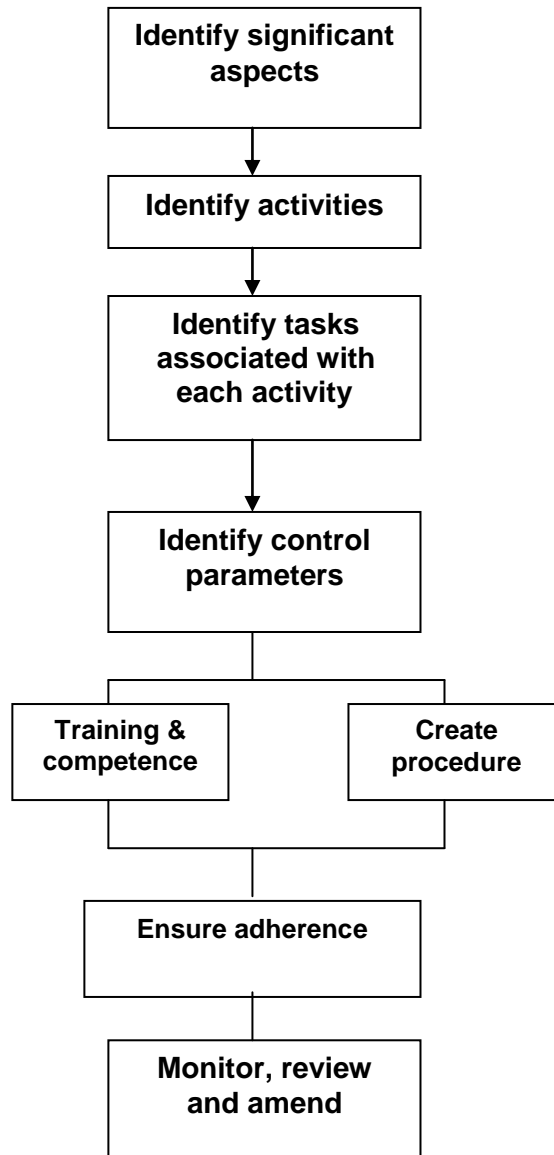 Identify significant
aspects
Identify activities
Identify tasks
associated with
each activity
Identify control
parameters
Training &
competence
Create
procedure
Ensure adherence
Monitor, review
and amend